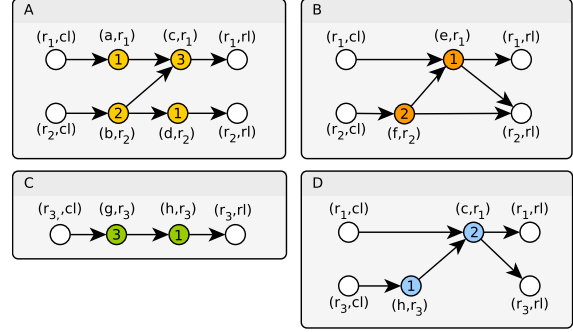 A
(r1,cl) (a,r1) (c,r1) (r1,rl)
1 3
2 1
(r2,cl) (b,r2) (d,r2) (r2,rl)
B
(r1,cl) (e,r1) (r1,rl)
1
2
(r2,cl) (f,r2) (r2,rl)
C
(r3,,cl) (g,r3) (h,r3) (r3,rl)
3 1
D
(r1,cl) (c,r1) (r1,rl)
2
1
(r3,cl) (h,r3) (r3,rl)